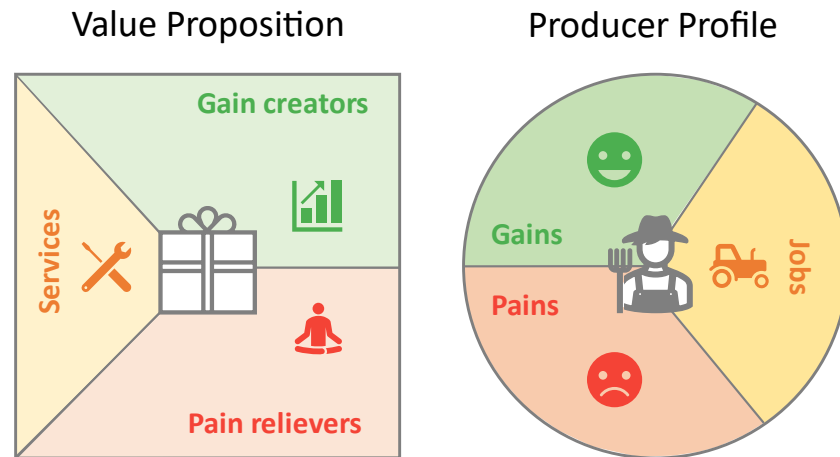 Value Proposition
Producer Profile
Gain creators
Services
Pain relievers
Gains
Jobs
Pains